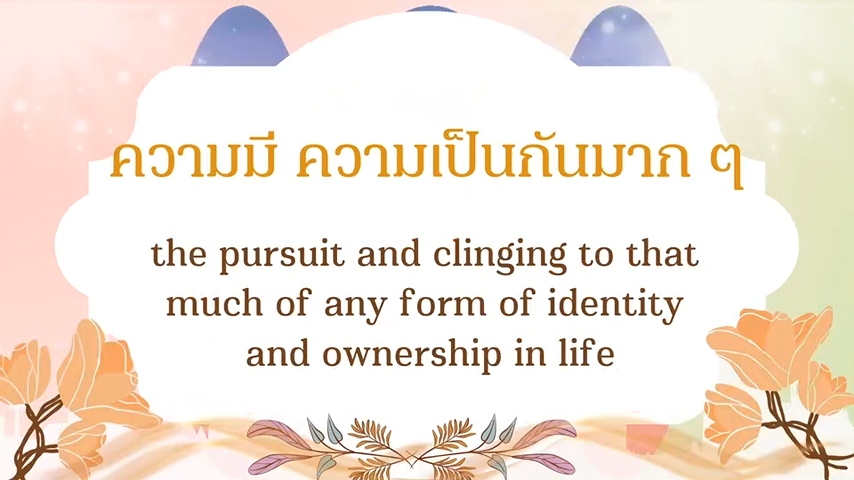 ความมี ความเป็นกันมาก ๆ
the pursuit and clinging to that
much of any form of identity
and ownership in life